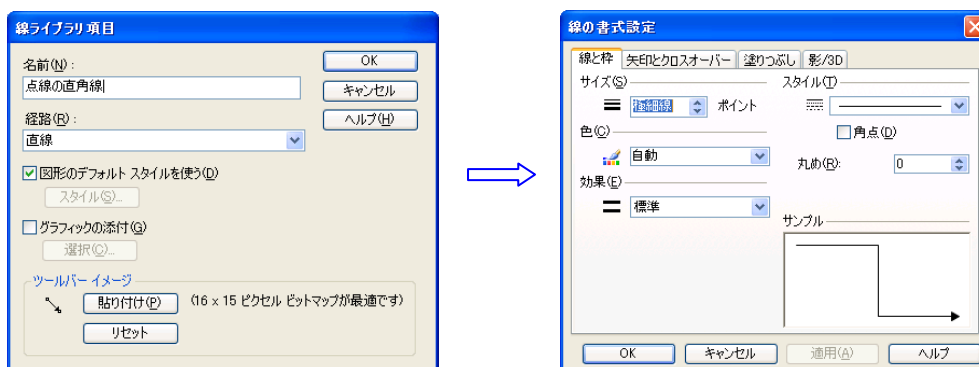 線ライブラリ項目
名前(N):
点線の直角線
経路(R):
直線
図形のデフォルト スタイルを使う(D)
スタイル(S)...
グラフィックの添付(G)
選択(C)...
ツールバー イメージ
貼り付け(P)
(16 x 15 ピクセル ビットマップが最適です)
リセット
OK
キャンセル
ヘルプ(H)
線の書式設定
線と枠 矢印とクロスオーバー 塗りつぶし 影/3D
サイズ(S)
極細線 ポイント
色(C)
自動
効果(E)
標準
スタイル(T)
角点(D)
丸め(R): 0
サンプル
OK キャンセル 適用(A) ヘルプ